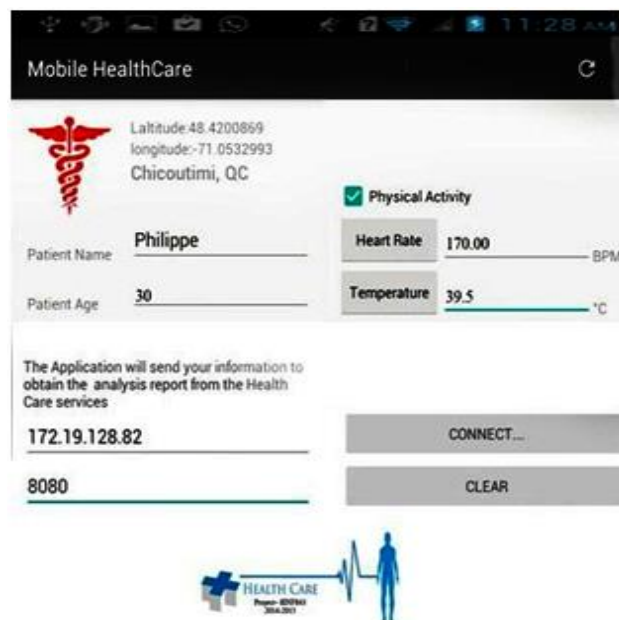 11:28 AM
Mobile HealthCare
Laltitude:48.4200869
longitude:-71.0532993
Chicoutimi, QC
Physical Activity
Patient Name
Philippe
Heart Rate
170.00
BPM
Patient Age
30
Temperature
39.5
°C
The Application will send your information to
obtain the analysis report from the Health
Care services
172.19.128.82
CONNECT...
8080
CLEAR
HEALTH CARE